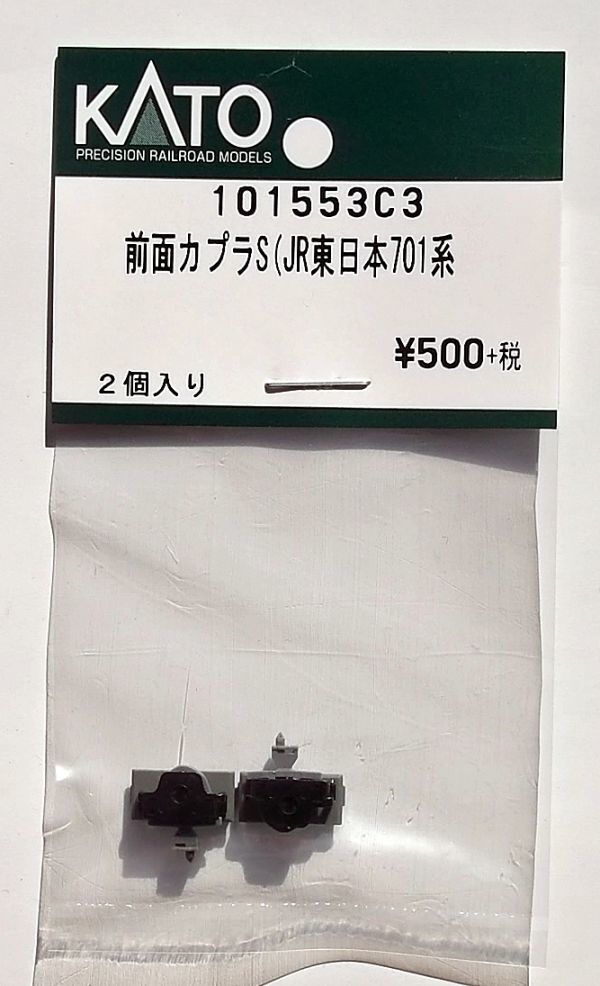 KATO
PRECISION RAILROAD MODELS
101553C3
前面カプラS(JR東日本701系
¥500+税
2個入り